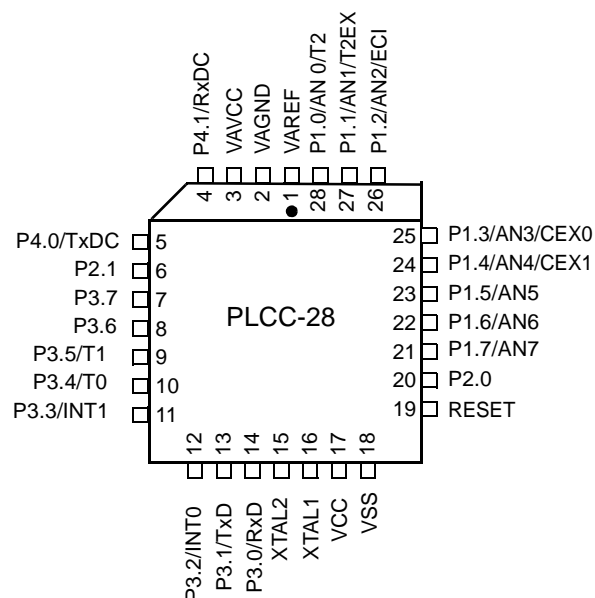 P4.1/RxDC
VAVCC
VAGND
VAREF
P1.0/AN 0/T2
P1.1/AN1/T2EX
P1.2/AN2/ECI
4
3
2
1
28
27
26
P4.0/TxDC
5
P2.1
6
P3.7
7
P3.6
8
P3.5/T1
9
P3.4/T0
10
P3.3/INT1
11
PLCC-28
25
P1.3/AN3/CEX0
24
P1.4/AN4/CEX1
23
P1.5/AN5
22
P1.6/AN6
21
P1.7/AN7
20
P2.0
19
RESET
12
13
14
15
16
17
18
P3.2/INT0
P3.1/TxD
P3.0/RxD
XTAL2
XTAL1
VCC
VSS